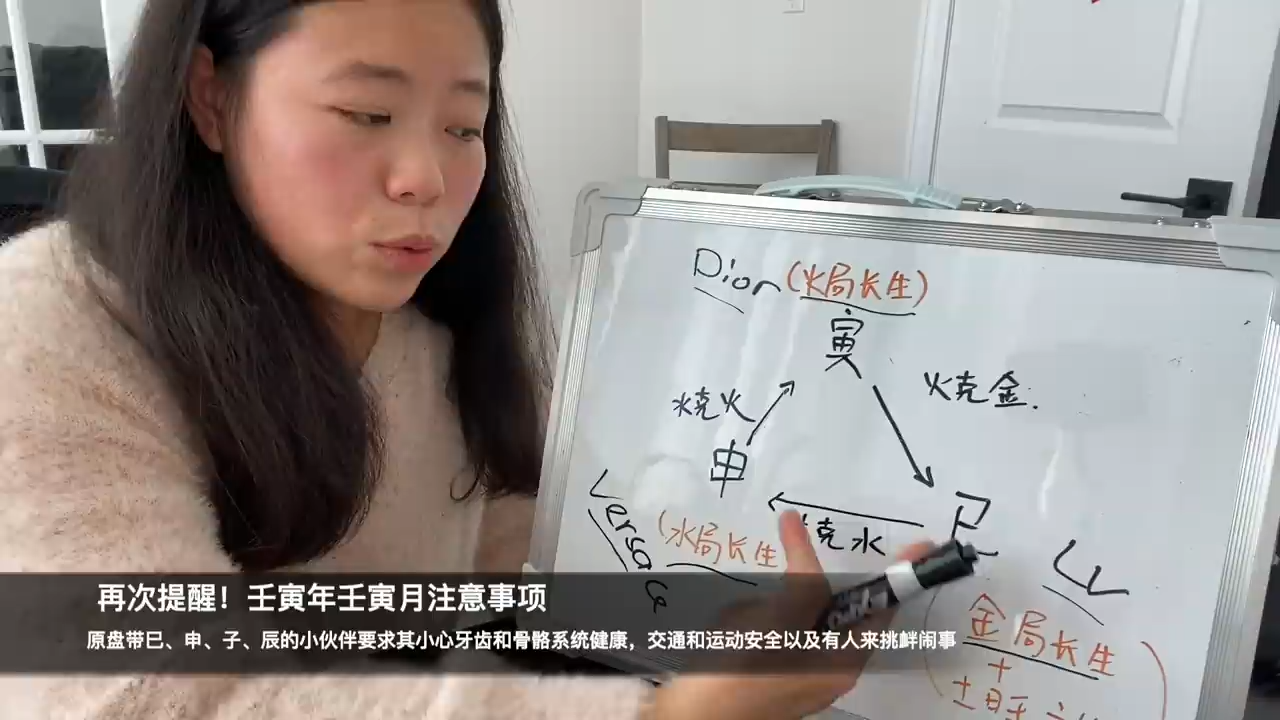 Dior (火局长生)
寅
火克金.
水克火
申
巳
克水
Versace
(水局长生
LV
金局长生
+
再次提醒！壬寅年壬寅月注意事项
原盘带巳、申、子、辰的小伙伴要求其小心牙齿和骨骼系统健康，交通和运动安全以及有人来挑衅闹事